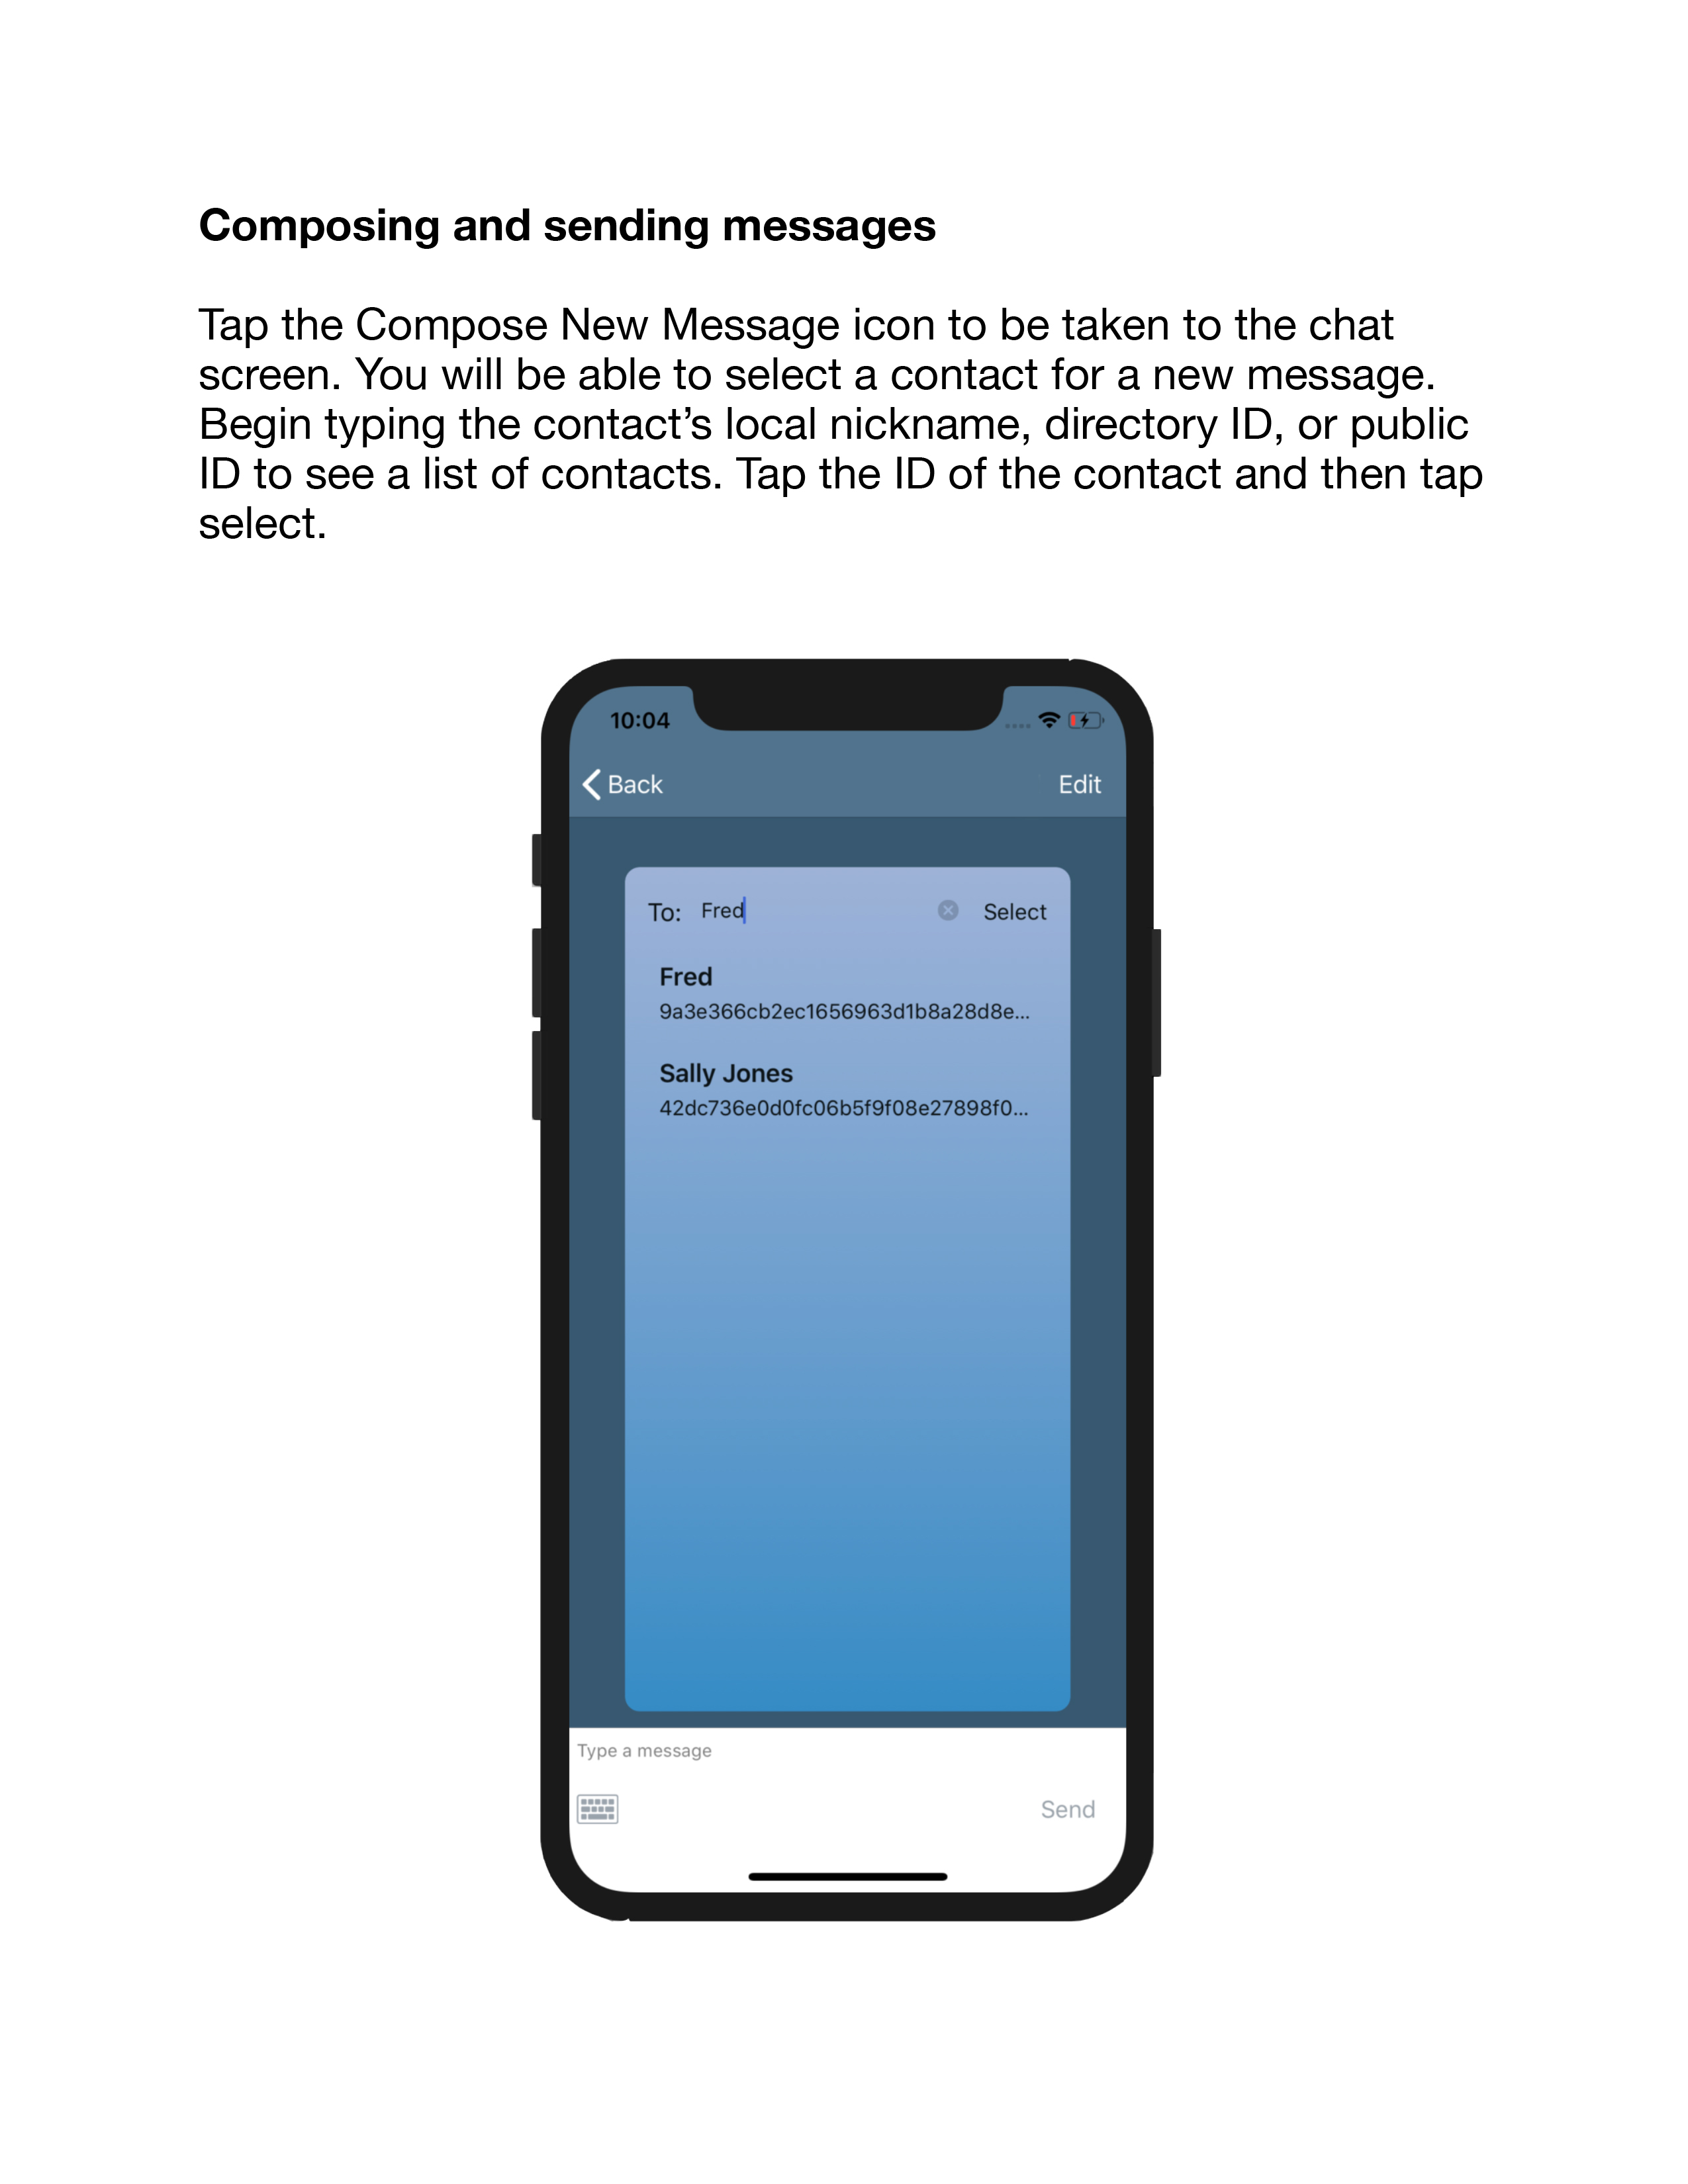 Composing and sending messages
Tap the Compose New Message icon to be taken to the chat
screen. You will be able to select a contact for a new message.
Begin typing the contact’s local nickname, directory ID, or public
ID to see a list of contacts. Tap the ID of the contact and then tap
select.
10:04
Back Edit
To: Fred Select
Fred
9a3e366cb2ec1656963d1b8a28d8e...
Sally Jones
42dc736e0d0fc06b5f9f08e27898f0...
Type a message
Send